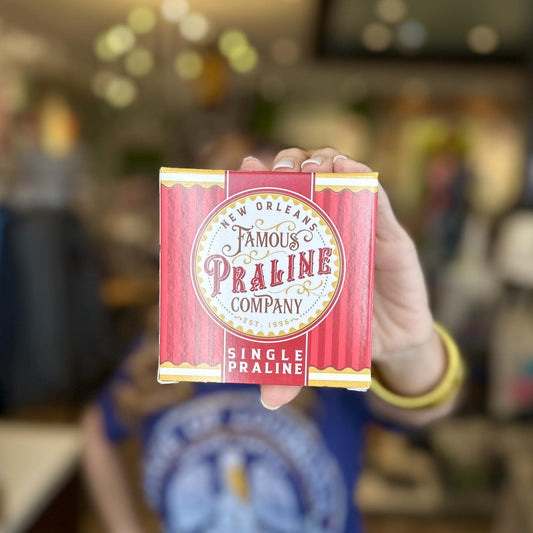 NEW ORLEANS
FAMOUS
PRALINE
COMPANY
EST. 1996
SINGLE
PRALINE